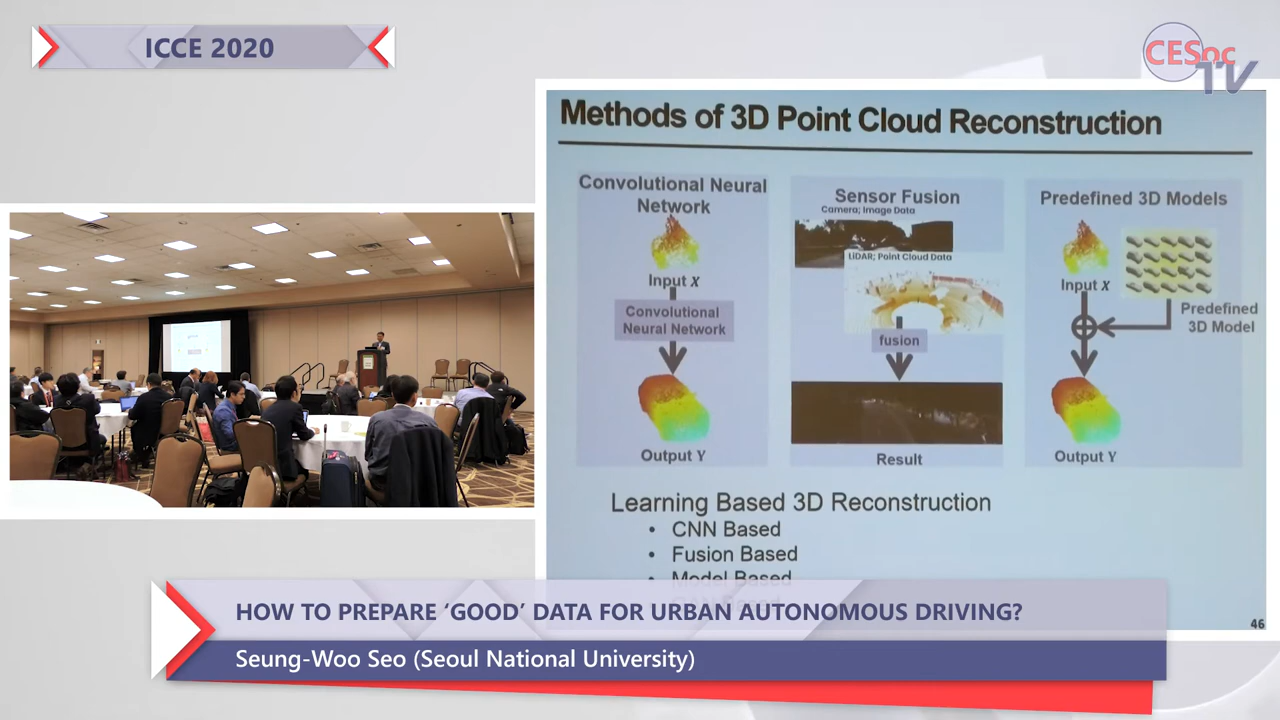 ICCE 2020
CESoc
TV
Methods of 3D Point Cloud Reconstruction
Convolutional Neural
Network
Input X
Convolutional
Neural Network
Output Y
Sensor Fusion
Camera; Image Data
LiDAR; Point Cloud Data
fusion
Result
Predefined 3D Models
Input X
Predefined
3D Model
Output Y
Learning Based 3D Reconstruction
• CNN Based
• Fusion Based
• Model Based
46
HOW TO PREPARE ‘GOOD’ DATA FOR URBAN AUTONOMOUS DRIVING?
Seung-Woo Seo (Seoul National University)